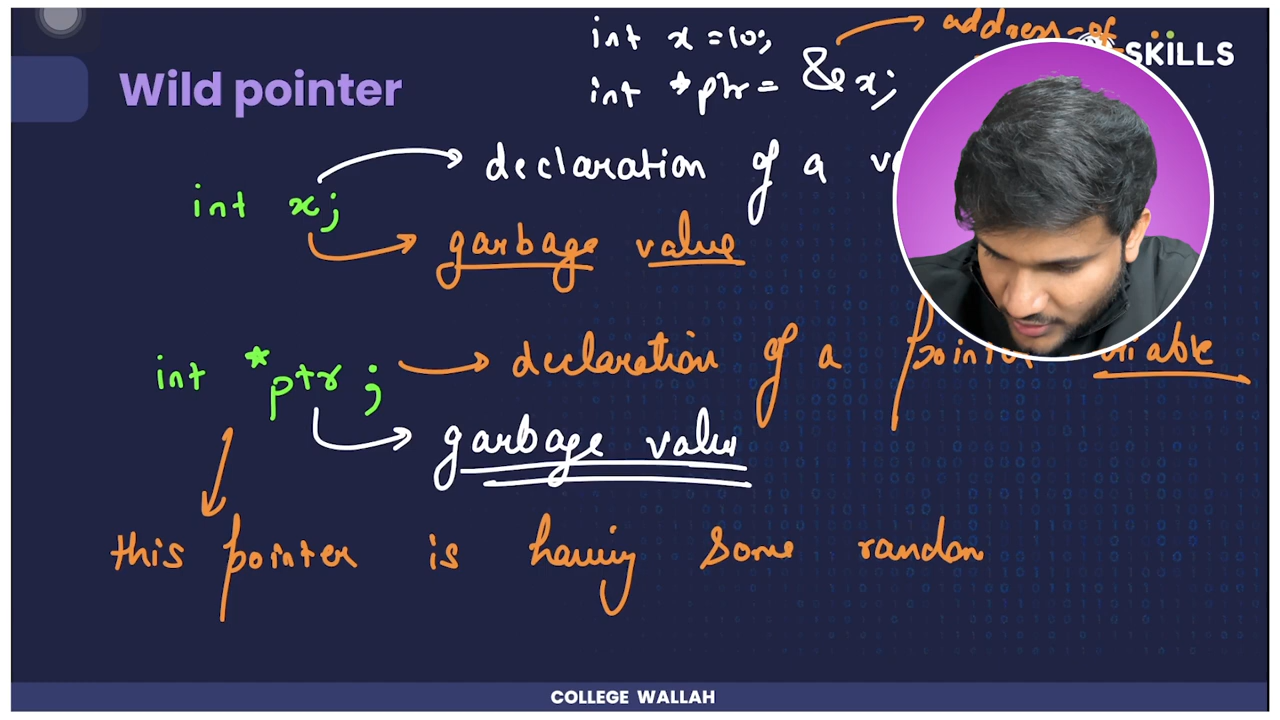 int x = 10;
address-of
SKILLS
Wild pointer
int *ptr = &x;
declaration of a
int x;
garbage value
int *ptr;
declaration of a pointer
garbage value
this pointer is having some random
COLLEGE WALLAH